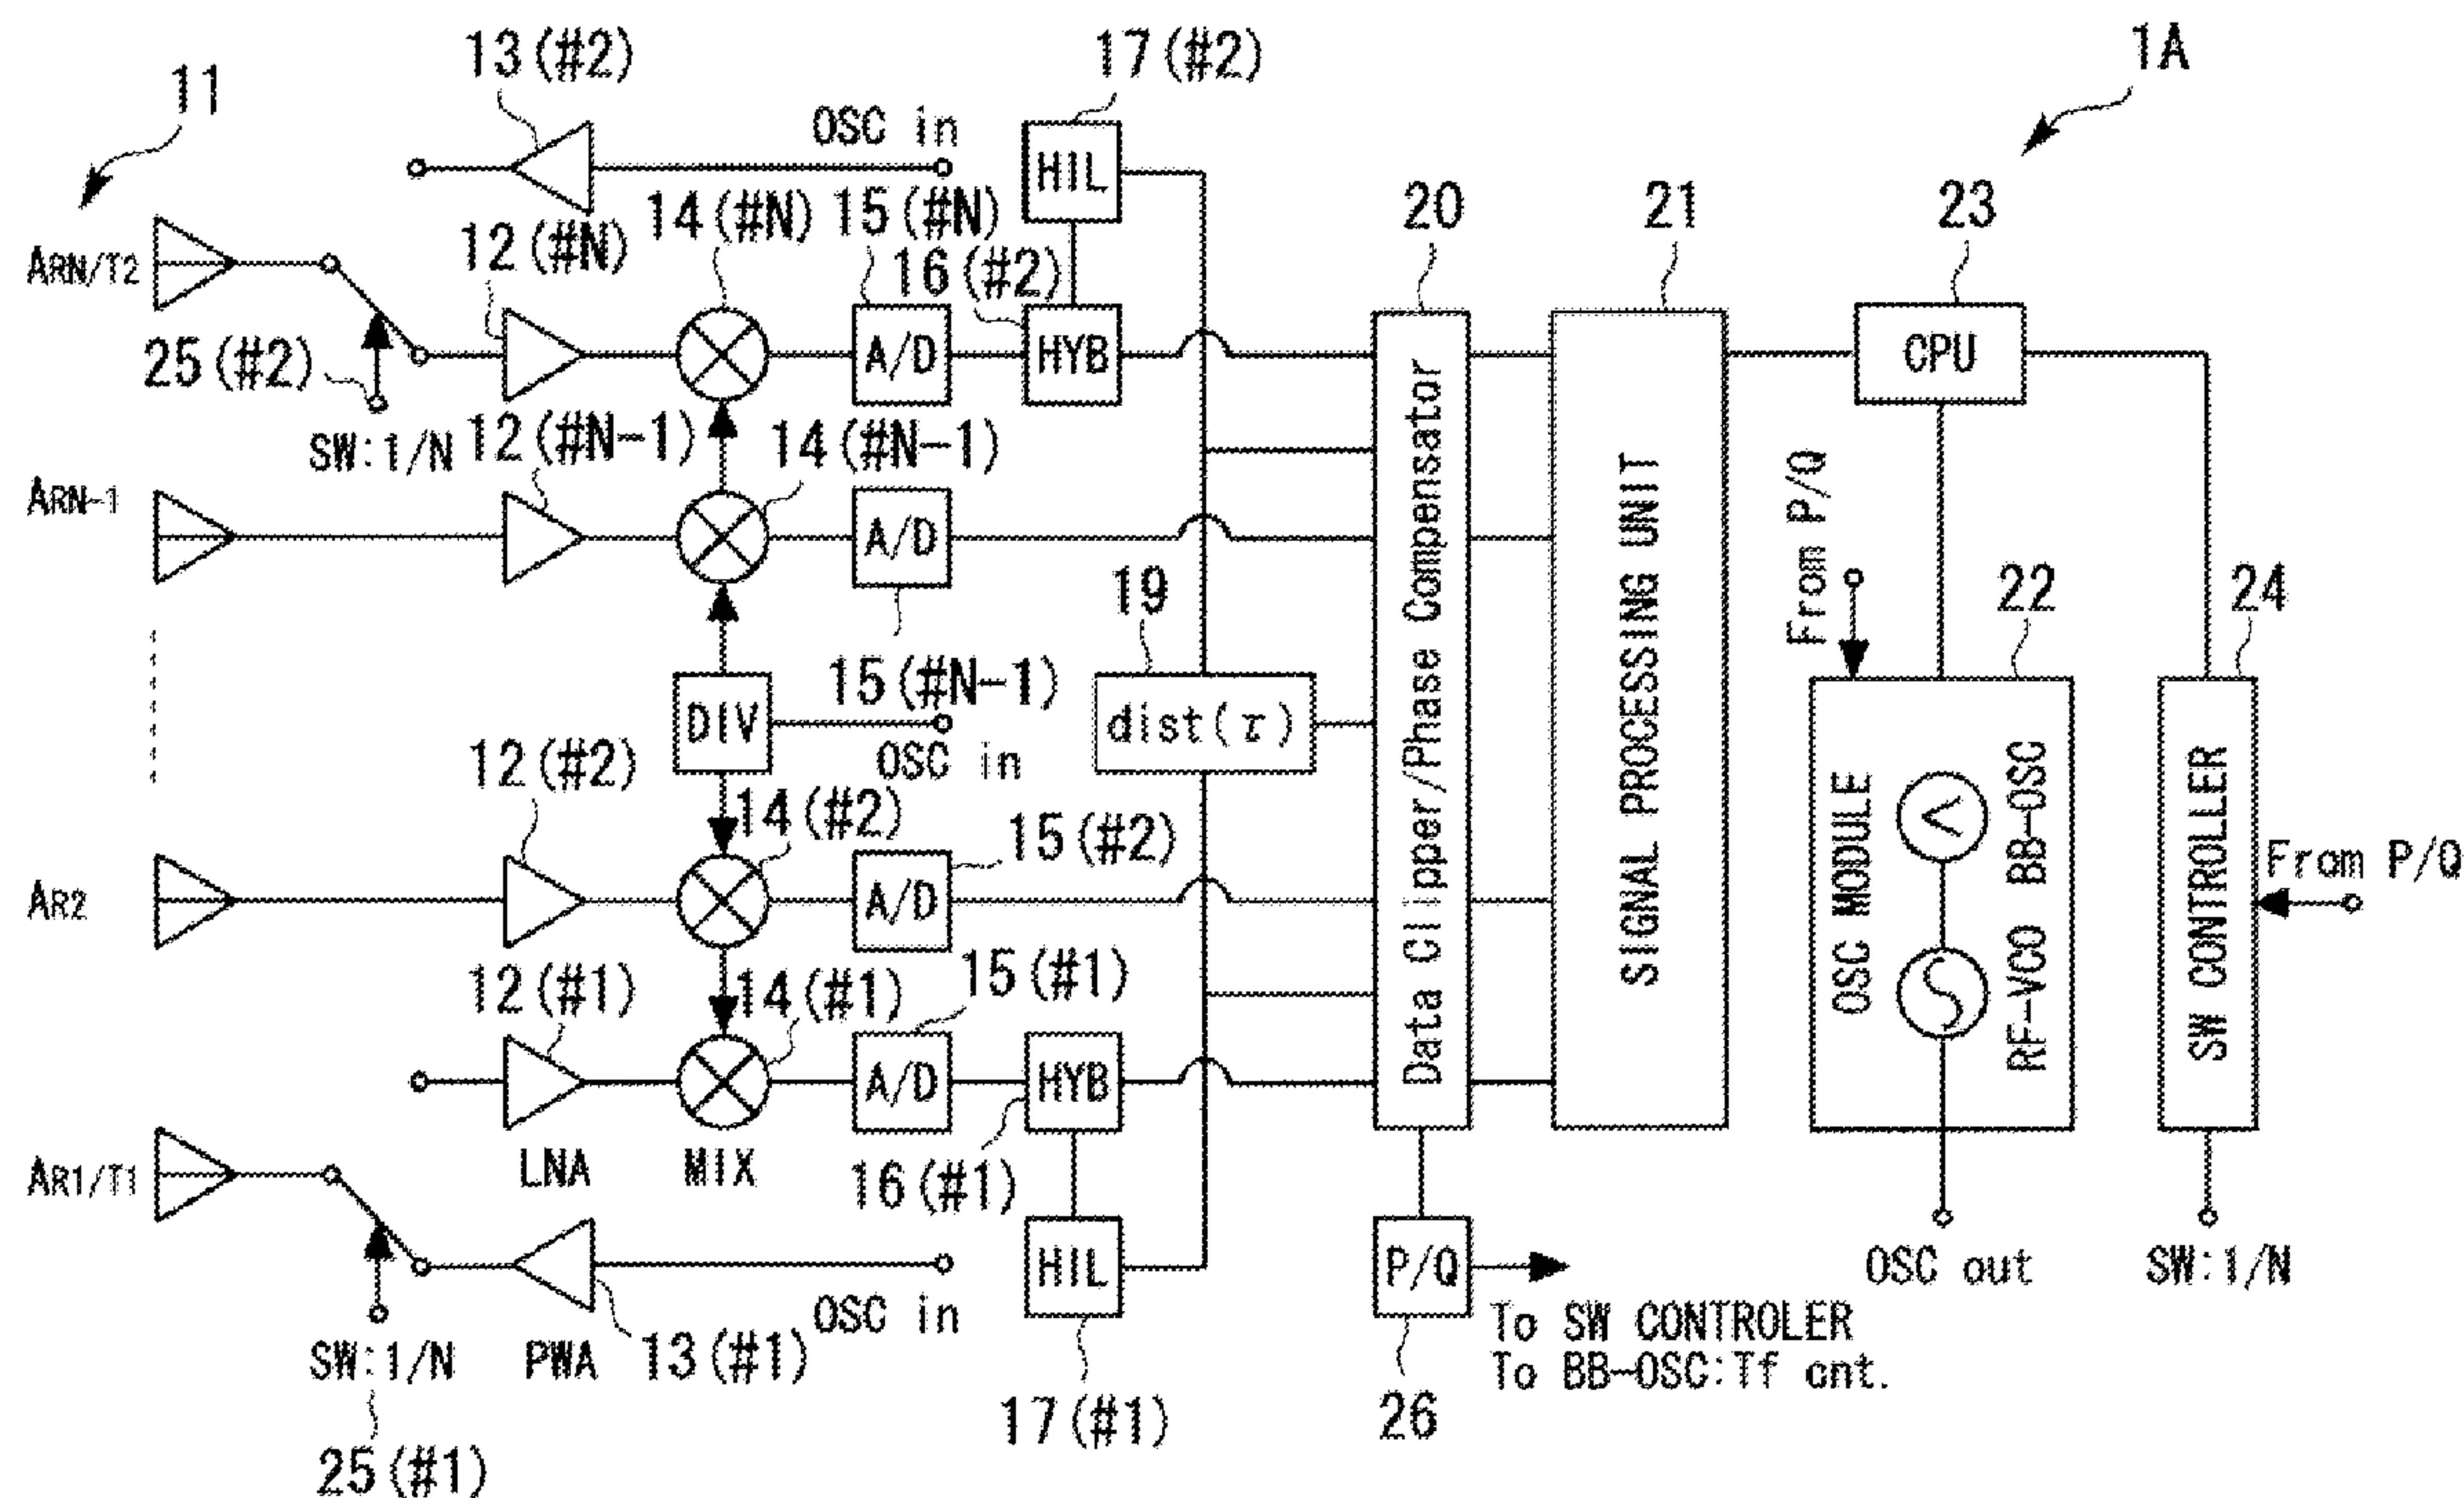 13(#2)
17(#2)
1A
11
OSC in
HIL
20
21
23
14(#N)
15(#N)
12(#N)
16(#2)
ARN/T2
A/D
HYB
CPU
25(#2)
SW:1/N
12(#N-1)
14(#N-1)
ARN-1
A/D
From P/Q
19
22
24
DIV
15(#N-1)
OSC in
dist(τ)
Data Clipper/Phase Compensator
SIGNAL PROCESSING UNIT
OSC MODULE
RF-VCO BB-OSC
SW CONTROLLER
From P/Q
12(#2)
14(#2)
15(#2)
AR2
A/D
12(#1)
14(#1)
15(#1)
A/D
HYB
LNA
MIX
16(#1)
AR1/T1
HIL
P/Q
OSC in
OSC out
SW:1/N
To SW CONTROLER
To BB-OSC:Tf cnt.
SW:1/N
PWA
13(#1)
17(#1)
26
25(#1)